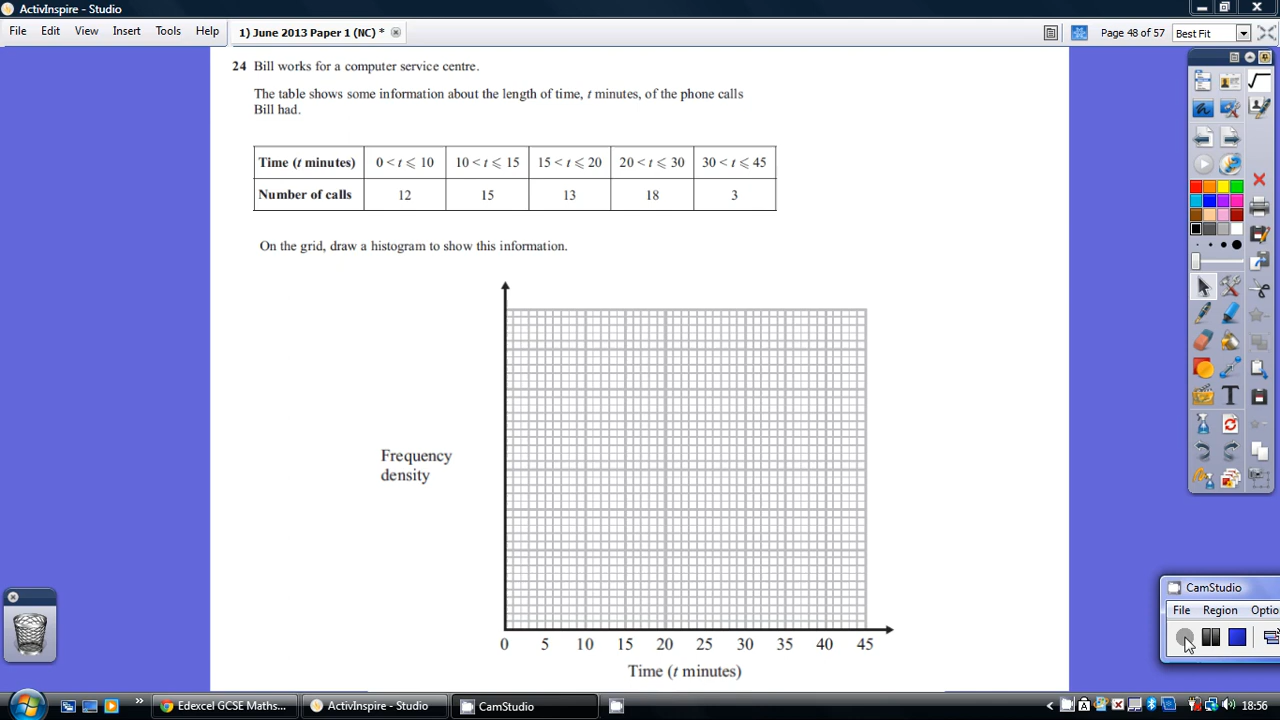 ActivInspire - Studio
File Edit View Insert Tools Help
1) June 2013 Paper 1 (NC) *
Page 48 of 57
Best Fit
24 Bill works for a computer service centre.
The table shows some information about the length of time, t minutes, of the phone calls
Bill had.
Time (t minutes) 0 < t ⩽ 10 10 < t ⩽ 15 15 < t ⩽ 20 20 < t ⩽ 30 30 < t ⩽ 45
Number of calls 12 15 13 18 3
On the grid, draw a histogram to show this information.
Frequency
density
0 5 10 15 20 25 30 35 40 45
Time (t minutes)
CamStudio
File Region Optio
Edexcel GCSE Maths...
ActivInspire - Studio
CamStudio
18:56